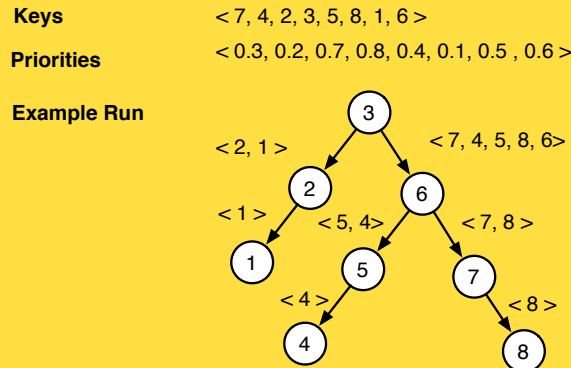 Keys < 7, 4, 2, 3, 5, 8, 1, 6 >
Priorities < 0.3, 0.2, 0.7, 0.8, 0.4, 0.1, 0.5 , 0.6 >
Example Run
3
< 2, 1 > < 7, 4, 5, 8, 6>
2 6
< 1 > < 5, 4> < 7, 8 >
1 5 7
< 4 > < 8 >
4 8